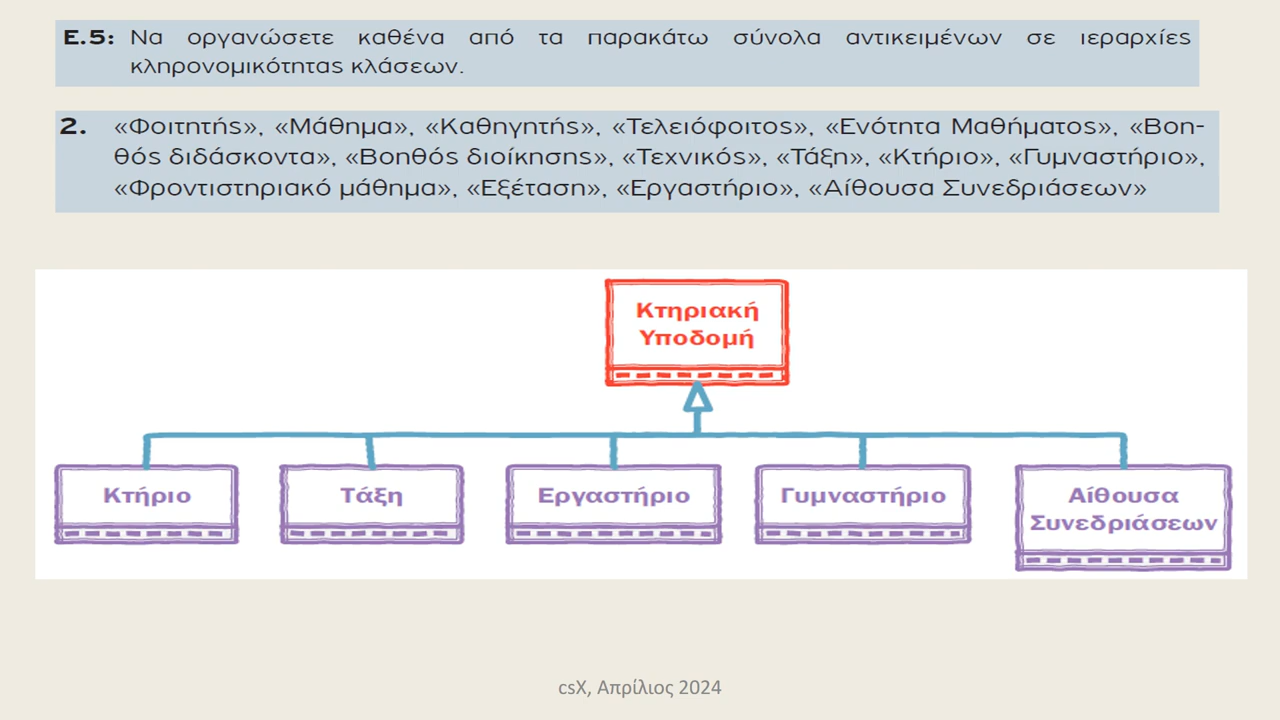 Ε.5: Να οργανώσετε καθένα από τα παρακάτω σύνολα αντικειμένων σε ιεραρχίες
κληρονομικότητας κλάσεων.
2. «Φοιτητής», «Μάθημα», «Καθηγητής», «Τελειόφοιτος», «Ενότητα Μαθήματος», «Βοη-
θός διδάσκοντα», «Βοηθός διοίκησης», «Τεχνικός», «Τάξη», «Κτήριο», «Γυμναστήριο»,
«Φροντιστηριακό μάθημα», «Εξέταση», «Εργαστήριο», «Αίθουσα Συνεδριάσεων»
Κτηριακή
Υποδομή
Κτήριο
Τάξη
Εργαστήριο
Γυμναστήριο
Αίθουσα
Συνεδριάσεων
csX, Απρίλιος 2024